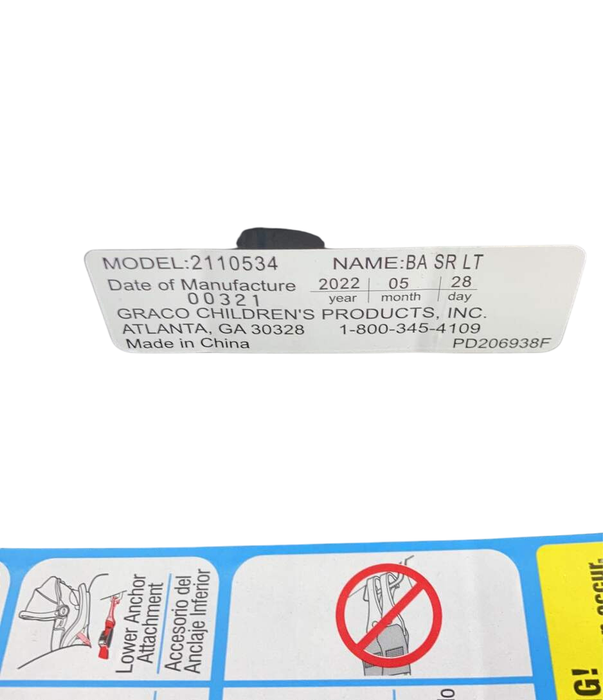 MODEL:2110534 NAME:BA SR LT
Date of Manufacture 2022 05 28
00321 year month day
GRACO CHILDREN'S PRODUCTS, INC.
ATLANTA, GA 30328 1-800-345-4109
Made in China PD206938F
Lower Anchor
Attachment
Accesorio del
Anclaje Inferior
G!
occur.